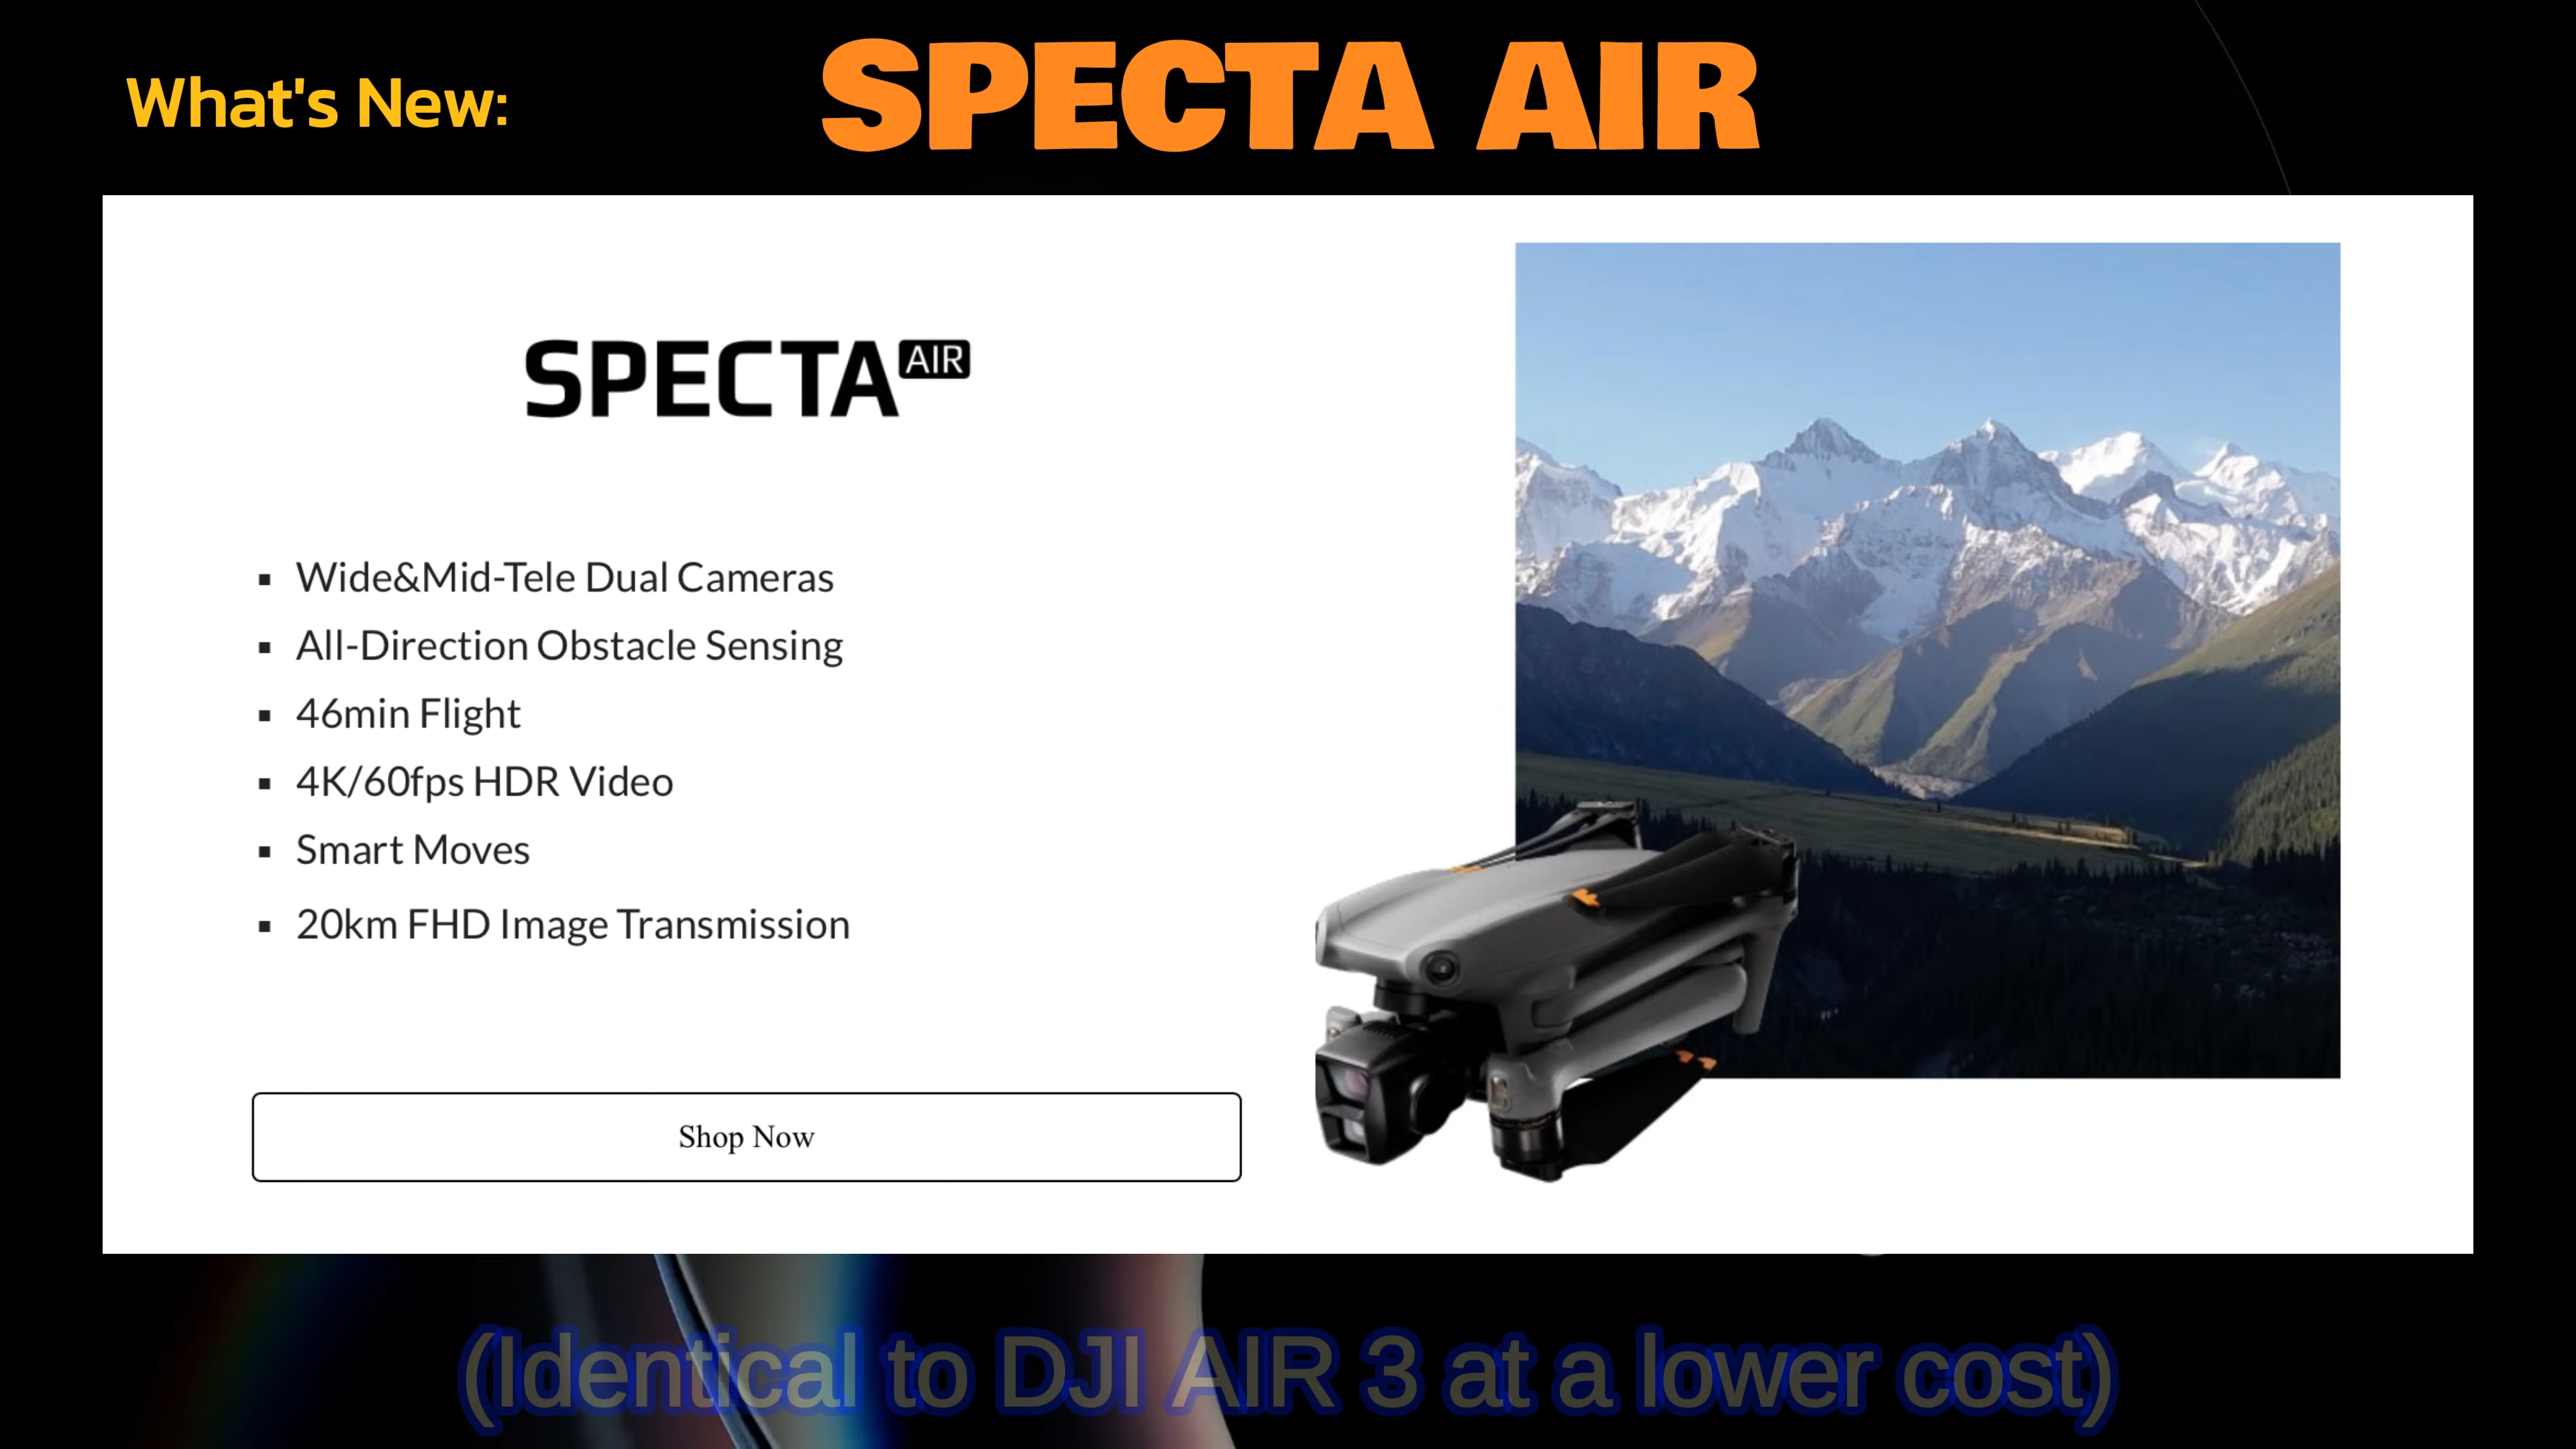 What's New:
SPECTA AIR
SPECTA AIR
▪ Wide&Mid-Tele Dual Cameras
▪ All-Direction Obstacle Sensing
▪ 46min Flight
▪ 4K/60fps HDR Video
▪ Smart Moves
▪ 20km FHD Image Transmission
Shop Now
(Identical to DJI AIR 3 at a lower cost)